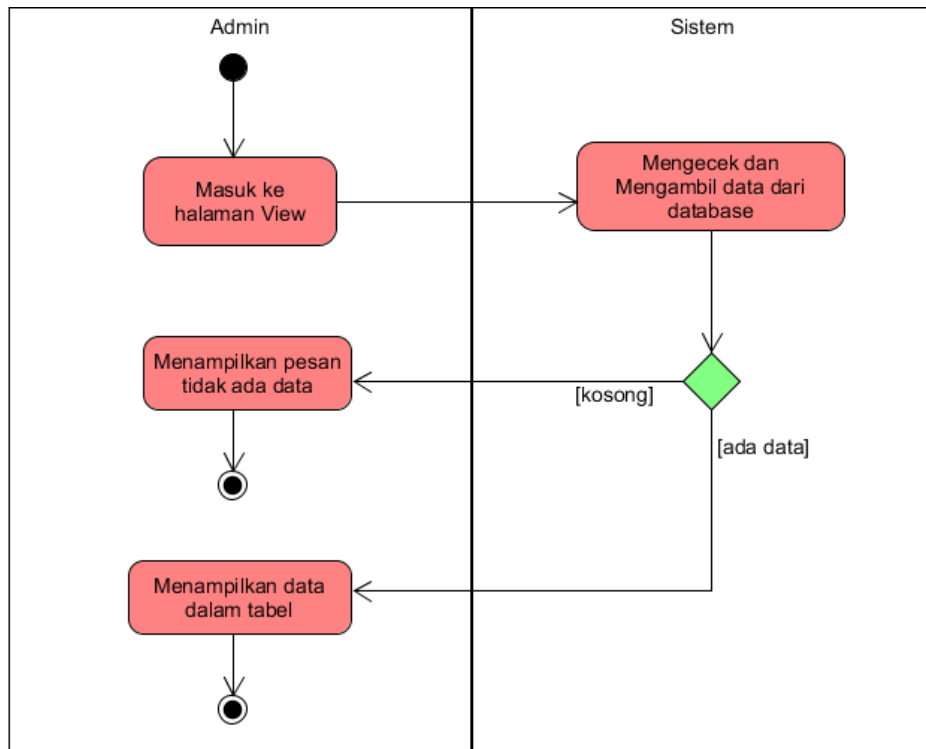 Admin
Sistem
Masuk ke
halaman View
Mengecek dan
Mengambil data dari
database
Menampilkan pesan
tidak ada data
[kosong]
[ada data]
Menampilkan data
dalam tabel